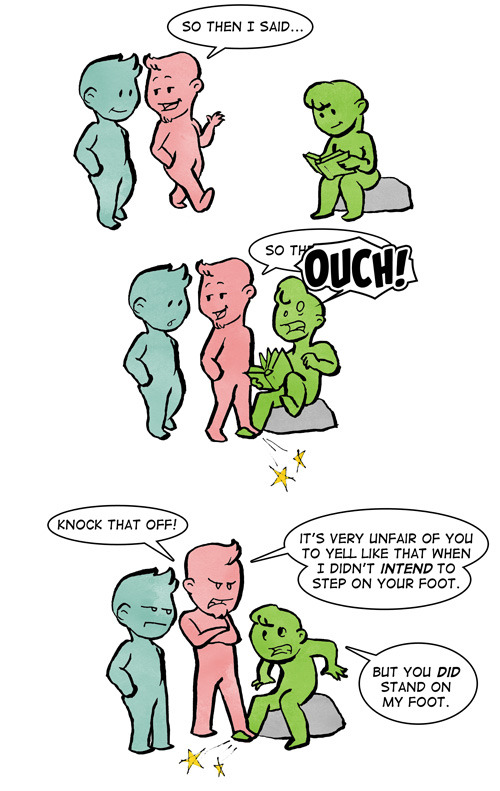 SO THEN I SAID...
SO TH
OUCH!
KNOCK THAT OFF!
IT'S VERY UNFAIR OF YOU
TO YELL LIKE THAT WHEN
I DIDN'T INTEND TO
STEP ON YOUR FOOT.
BUT YOU DID
STAND ON
MY FOOT.